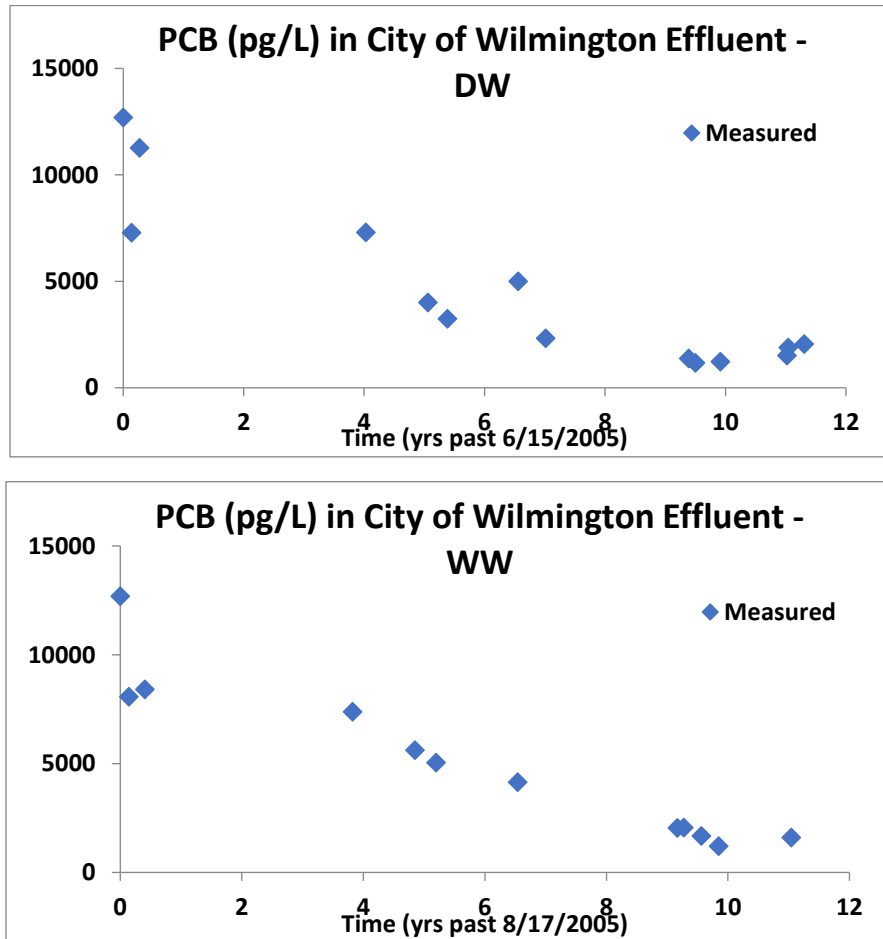 PCB (pg/L) in City of Wilmington Effluent -
DW
15000
Measured
10000
5000
0
0 2 4 6 8 10 12
Time (yrs past 6/15/2005)
PCB (pg/L) in City of Wilmington Effluent -
WW
15000
Measured
10000
5000
0
0 2 4 6 8 10 12
Time (yrs past 8/17/2005)